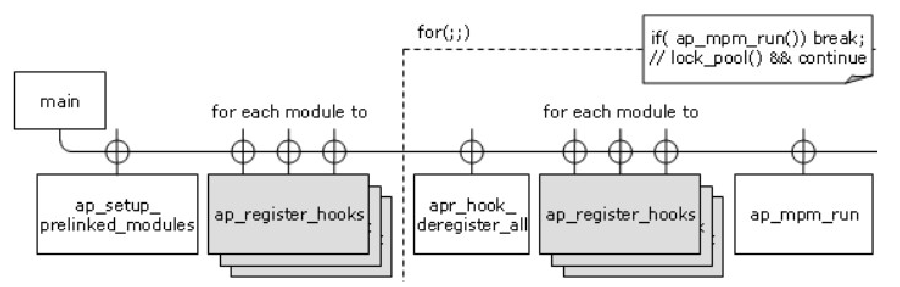 for(;;)
if( ap_mpm_run()) break;
// lock_pool() && continue
main
for each module to
for each module to
ap_setup_
prelinked_modules
ap_register_hooks
apr_hook_
deregister_all
ap_register_hooks
ap_mpm_run